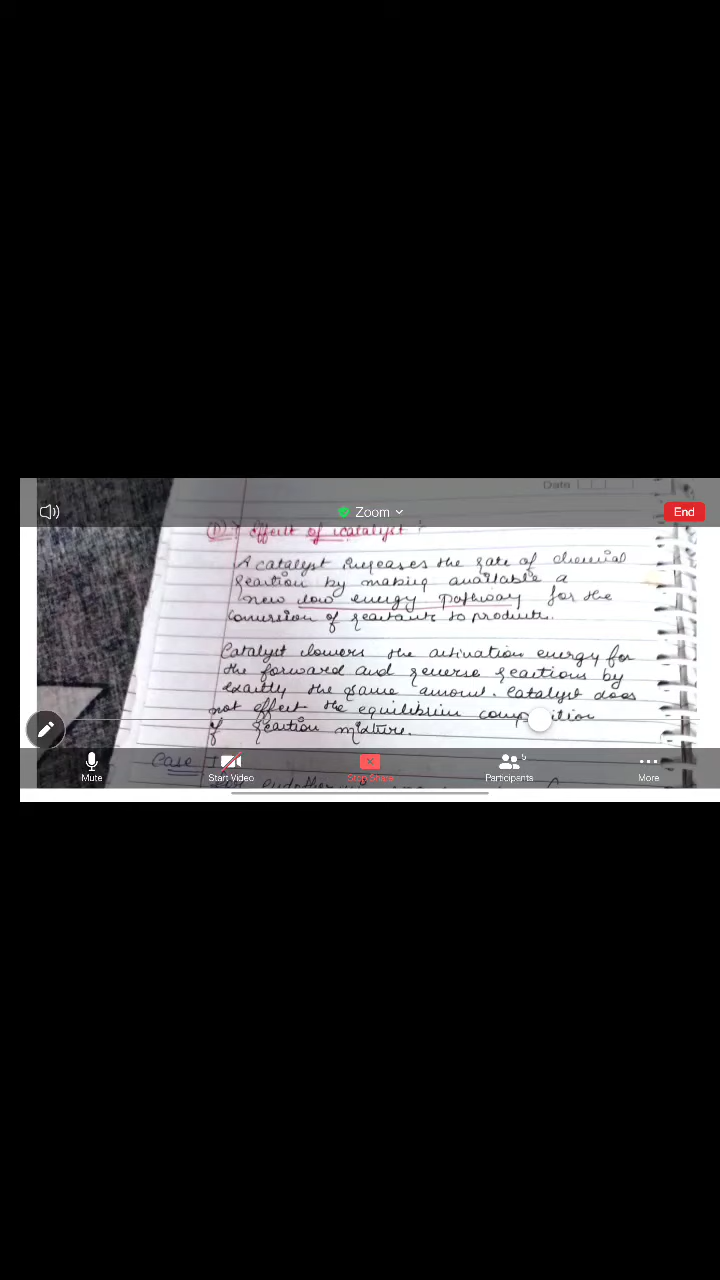 Date
Zoom
End
D) Effect of catalyst :
A catalyst increases the rate of chemical
reaction by making available a
new low energy pathway for the
conversion of reactants to products.
Catalyst lowers the activation energy for
the forward and reverse reactions by
exactly the same amount. Catalyst does
not effect the equilibrium composition
of reaction mixture.
Case I
for
Mute
Start Video
Stop Share
Participants
5
More